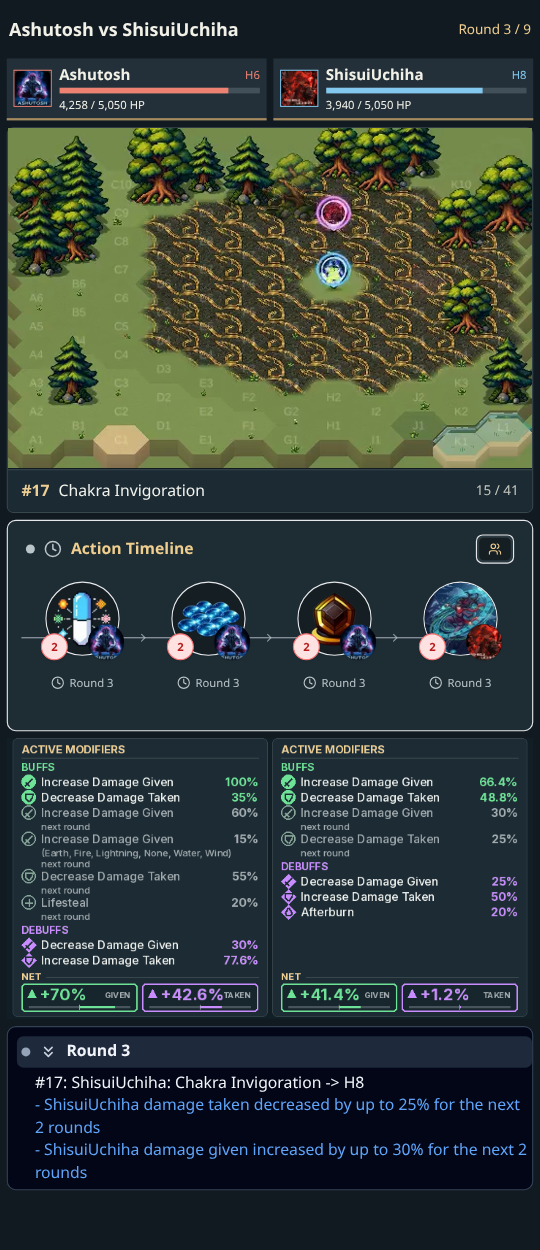 Ashutosh vs ShisuiUchiha
Round 3 / 9
Ashutosh
H6
4,258 / 5,050 HP
ShisuiUchiha
H8
3,940 / 5,050 HP
C10
K10
C9
C8
C7
A6
B6
C6
A5
B5
C5
A4
C4
A3
C3
D3
E3
K3
A2
C2
D2
E2
F2
G2
H2
I2
J2
K2
A1
B1
C1
D1
E1
F1
G1
H1
I1
J1
K1
L1
#17 Chakra Invigoration
15 / 41
Action Timeline
2
2
2
2
Round 3
Round 3
Round 3
Round 3
ACTIVE MODIFIERS
BUFFS
Increase Damage Given 100%
Decrease Damage Taken 35%
Increase Damage Given 60%
next round
Increase Damage Given 15%
(Earth, Fire, Lightning, None, Water, Wind)
next round
Decrease Damage Taken 55%
next round
Lifesteal 20%
next round
DEBUFFS
Decrease Damage Given 30%
Increase Damage Taken 77.6%
NET
+70% GIVEN
+42.6% TAKEN
ACTIVE MODIFIERS
BUFFS
Increase Damage Given 66.4%
Decrease Damage Taken 48.8%
Increase Damage Given 30%
next round
Decrease Damage Taken 25%
next round
DEBUFFS
Decrease Damage Given 25%
Increase Damage Taken 50%
Afterburn 20%
NET
+41.4% GIVEN
+1.2% TAKEN
Round 3
#17: ShisuiUchiha: Chakra Invigoration -> H8
- ShisuiUchiha damage taken decreased by up to 25% for the next
2 rounds
- ShisuiUchiha damage given increased by up to 30% for the next 2
rounds